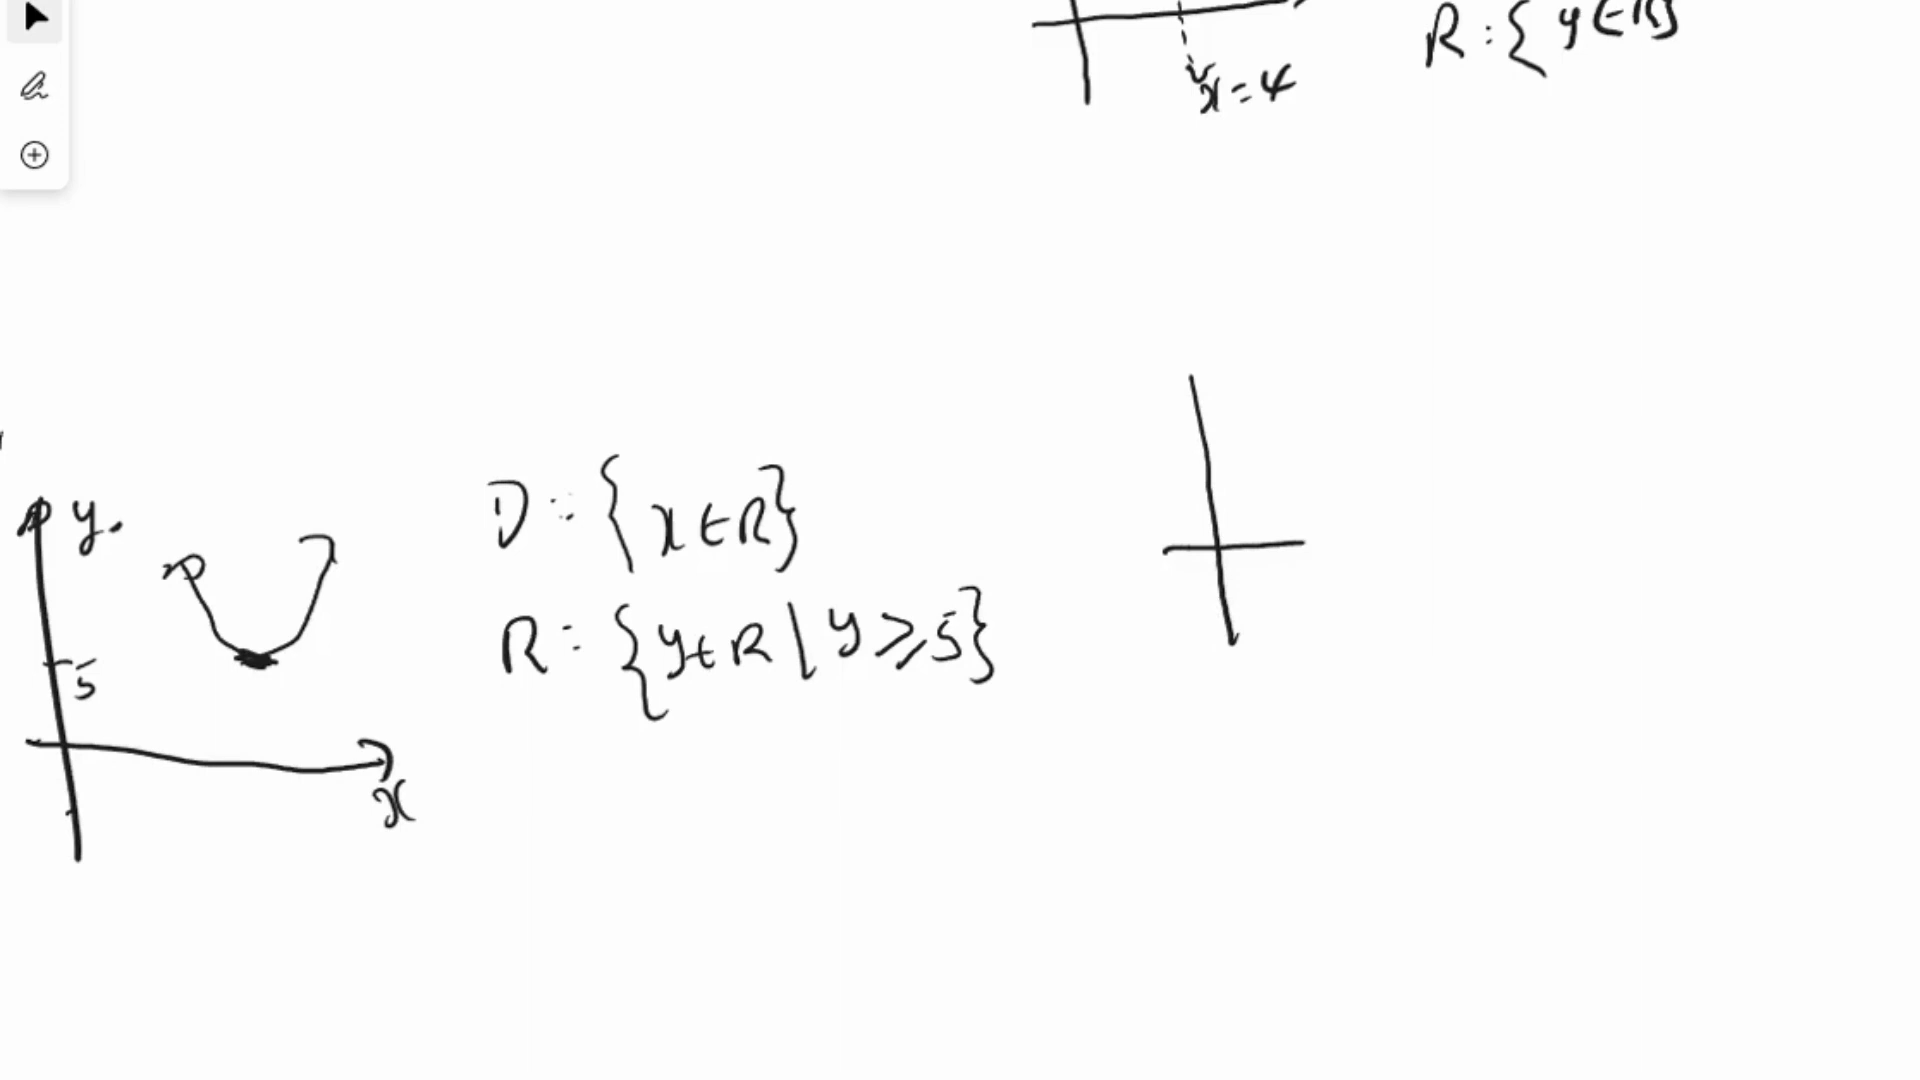 R : { y ∈ R }
x = 4
y
D : { x ∈ R }
R : { y ∈ R | y ⩾ 5 }
5
x